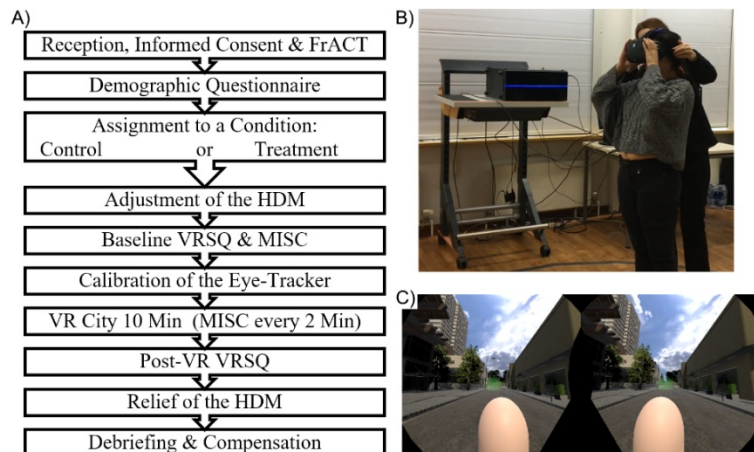 A)
Reception, Informed Consent & FrACT
Demographic Questionnaire
Assignment to a Condition:
Control or Treatment
Adjustment of the HDM
Baseline VRSQ & MISC
Calibration of the Eye-Tracker
VR City 10 Min (MISC every 2 Min)
Post-VR VRSQ
Relief of the HDM
Debriefing & Compensation
B)
C)